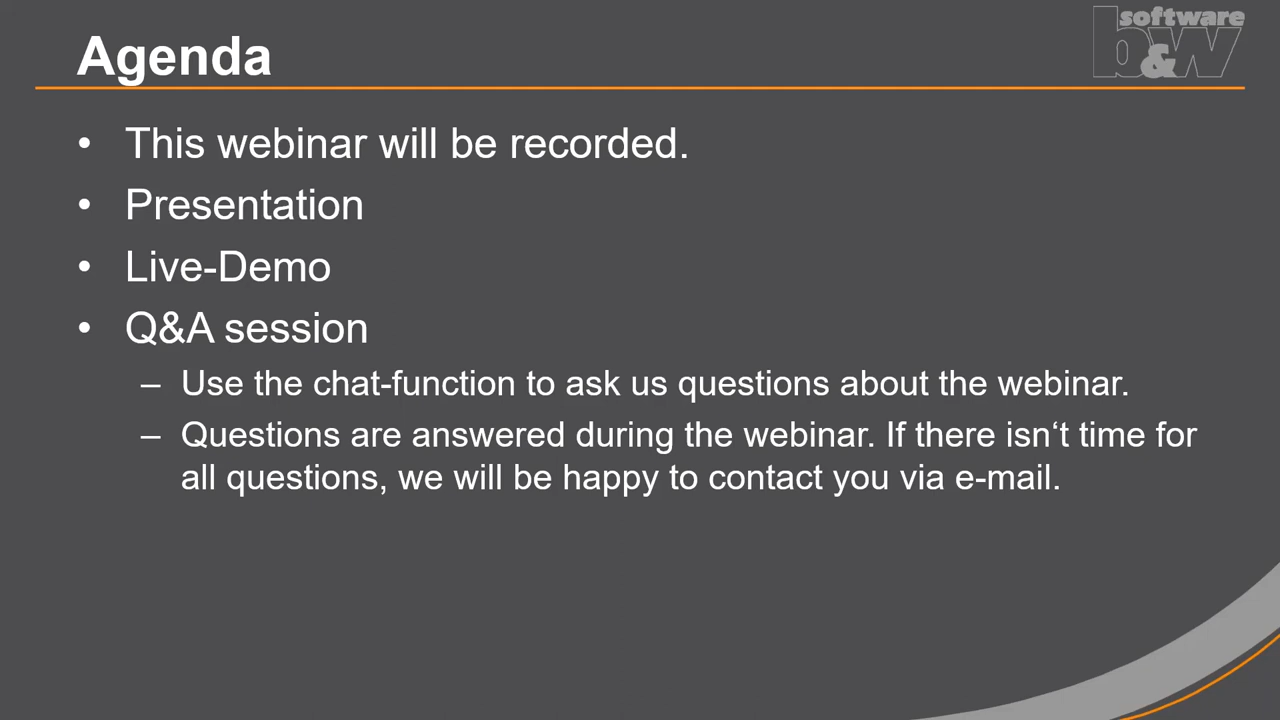 software
b&w
Agenda
• This webinar will be recorded.
• Presentation
• Live-Demo
• Q&A session
– Use the chat-function to ask us questions about the webinar.
– Questions are answered during the webinar. If there isn‘t time for
all questions, we will be happy to contact you via e-mail.